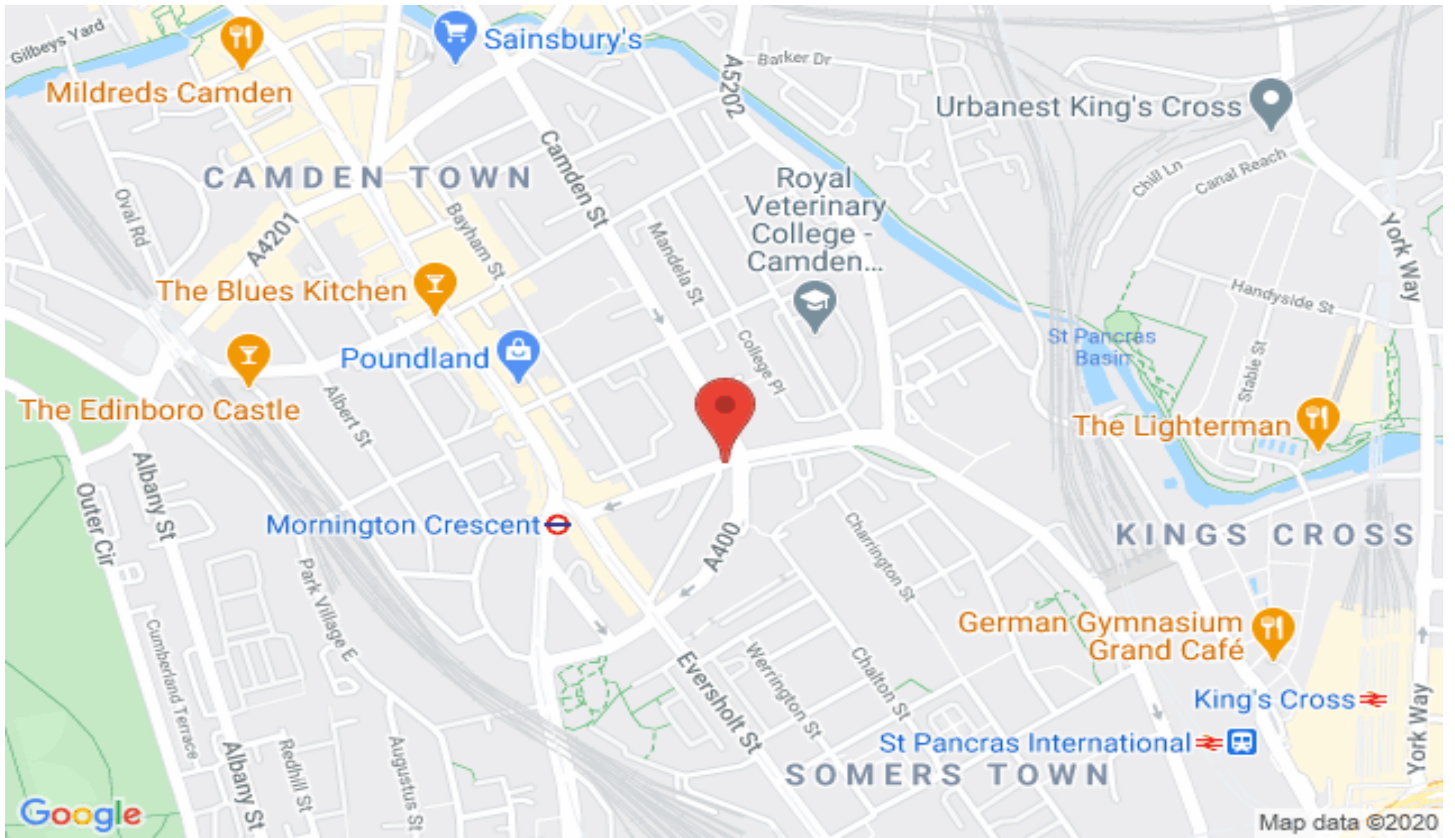 Gilbeys Yard
Sainsbury's
Mildreds Camden
A5202
Barker Dr
Urbanest King's Cross
CAMDEN TOWN
Camden St
Royal
Veterinary
College -
Camden...
Chill Ln
Canal Reach
Oval Rd
A4201
Bayham St
Mandela St
York Way
The Blues Kitchen
Handyside St
Poundland
College Pl
St Pancras
Basin
Stable St
The Edinboro Castle
Albert St
The Lighterman
Albany St
Outer Cir
Mornington Crescent
A400
Charrington St
KINGS CROSS
Park Village E
Cumberland Terrace
German Gymnasium
Grand Café
Eversholt St
Werrington St
Chalton St
King's Cross
St Pancras International
York Way
Albany St
Redhill St
Augustus St
SOMERS TOWN
Google
Map data ©2020